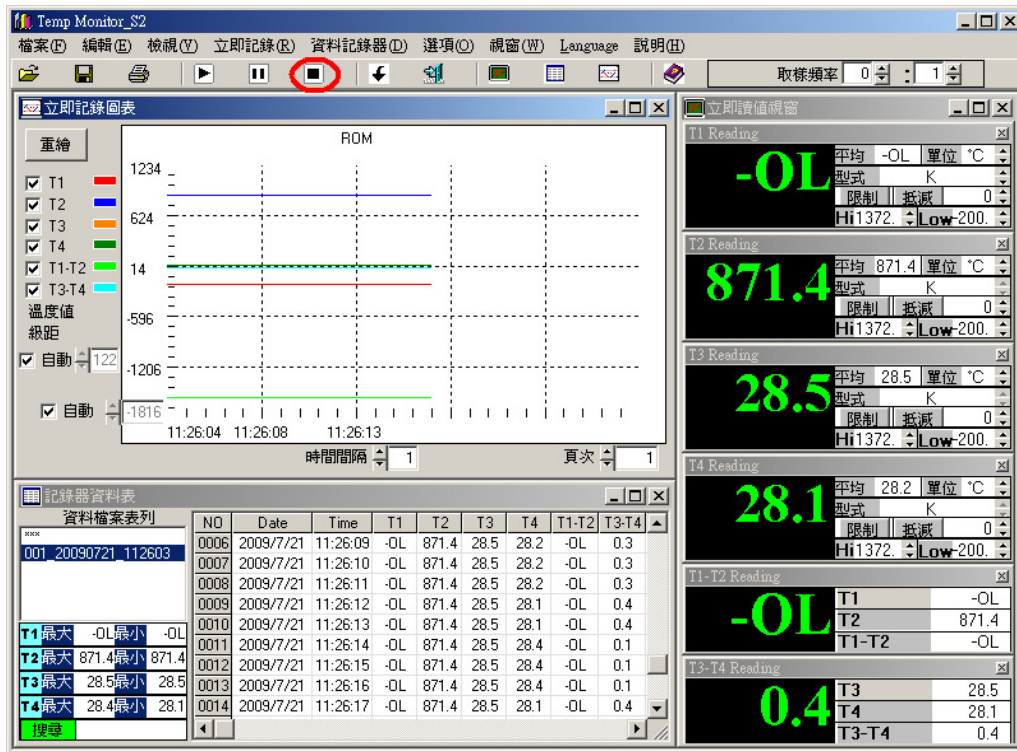 Temp Monitor_S2
檔案(F) 編輯(E) 檢視(V) 立即記錄(R) 資料記錄器(D) 選項(O) 視窗(W) Language 說明(H)
取樣頻率 0 : 1
立即記錄圖表
重繪
ROM
T1
T2
T3
T4
T1-T2
T3-T4
溫度值
級距
自動 122
自動 -1816
1234
624
14
-596
-1206
11:26:04 11:26:08 11:26:13
時間間隔 1 頁次 1
記錄器資料表
資料檔案表列
***
001_20090721_112603
T1 最大 -OL 最小 -OL
T2 最大 871.4 最小 871.4
T3 最大 28.5 最小 28.5
T4 最大 28.4 最小 28.1
搜尋
NO Date Time T1 T2 T3 T4 T1-T2 T3-T4
0006 2009/7/21 11:26:09 -OL 871.4 28.5 28.2 -OL 0.3
0007 2009/7/21 11:26:10 -OL 871.4 28.5 28.2 -OL 0.3
0008 2009/7/21 11:26:11 -OL 871.4 28.5 28.2 -OL 0.3
0009 2009/7/21 11:26:12 -OL 871.4 28.5 28.1 -OL 0.4
0010 2009/7/21 11:26:13 -OL 871.4 28.5 28.1 -OL 0.4
0011 2009/7/21 11:26:14 -OL 871.4 28.5 28.4 -OL 0.1
0012 2009/7/21 11:26:15 -OL 871.4 28.5 28.4 -OL 0.1
0013 2009/7/21 11:26:16 -OL 871.4 28.5 28.4 -OL 0.1
0014 2009/7/21 11:26:17 -OL 871.4 28.5 28.1 -OL 0.4
立即讀值視窗
T1 Reading
-OL
平均 -OL 單位 °C
型式 K
限制 抵減 0
Hi 1372. Low -200.
T2 Reading
871.4
平均 871.4 單位 °C
型式 K
限制 抵減 0
Hi 1372. Low -200.
T3 Reading
28.5
平均 28.5 單位 °C
型式 K
限制 抵減 0
Hi 1372. Low -200.
T4 Reading
28.1
平均 28.2 單位 °C
型式 K
限制 抵減 0
Hi 1372. Low -200.
T1-T2 Reading
-OL
T1 -OL
T2 871.4
T1-T2 -OL
T3-T4 Reading
0.4
T3 28.5
T4 28.1
T3-T4 0.4